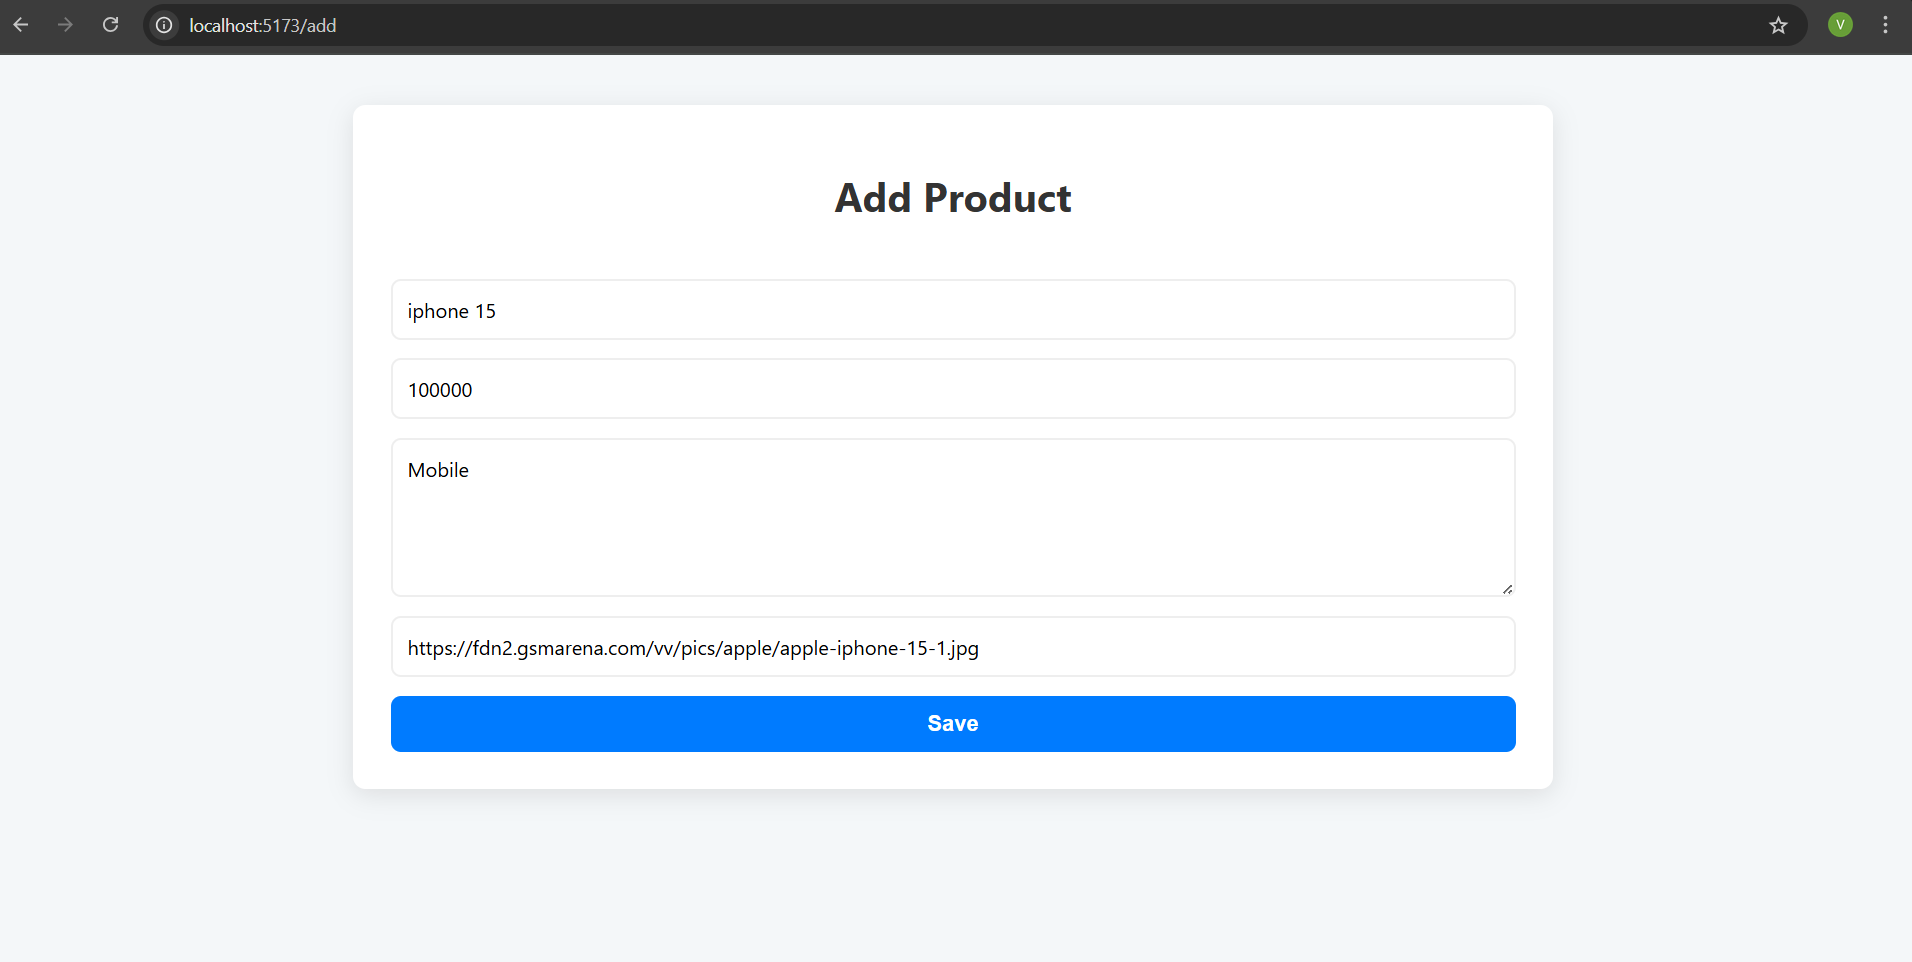 localhost:5173/add
V
Add Product
iphone 15
100000
Mobile
https://fdn2.gsmarena.com/vv/pics/apple/apple-iphone-15-1.jpg
Save